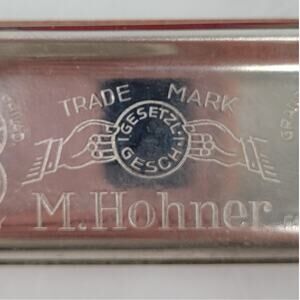 TRADE MARK
GESETZL.
GESCH.
M.Hohner